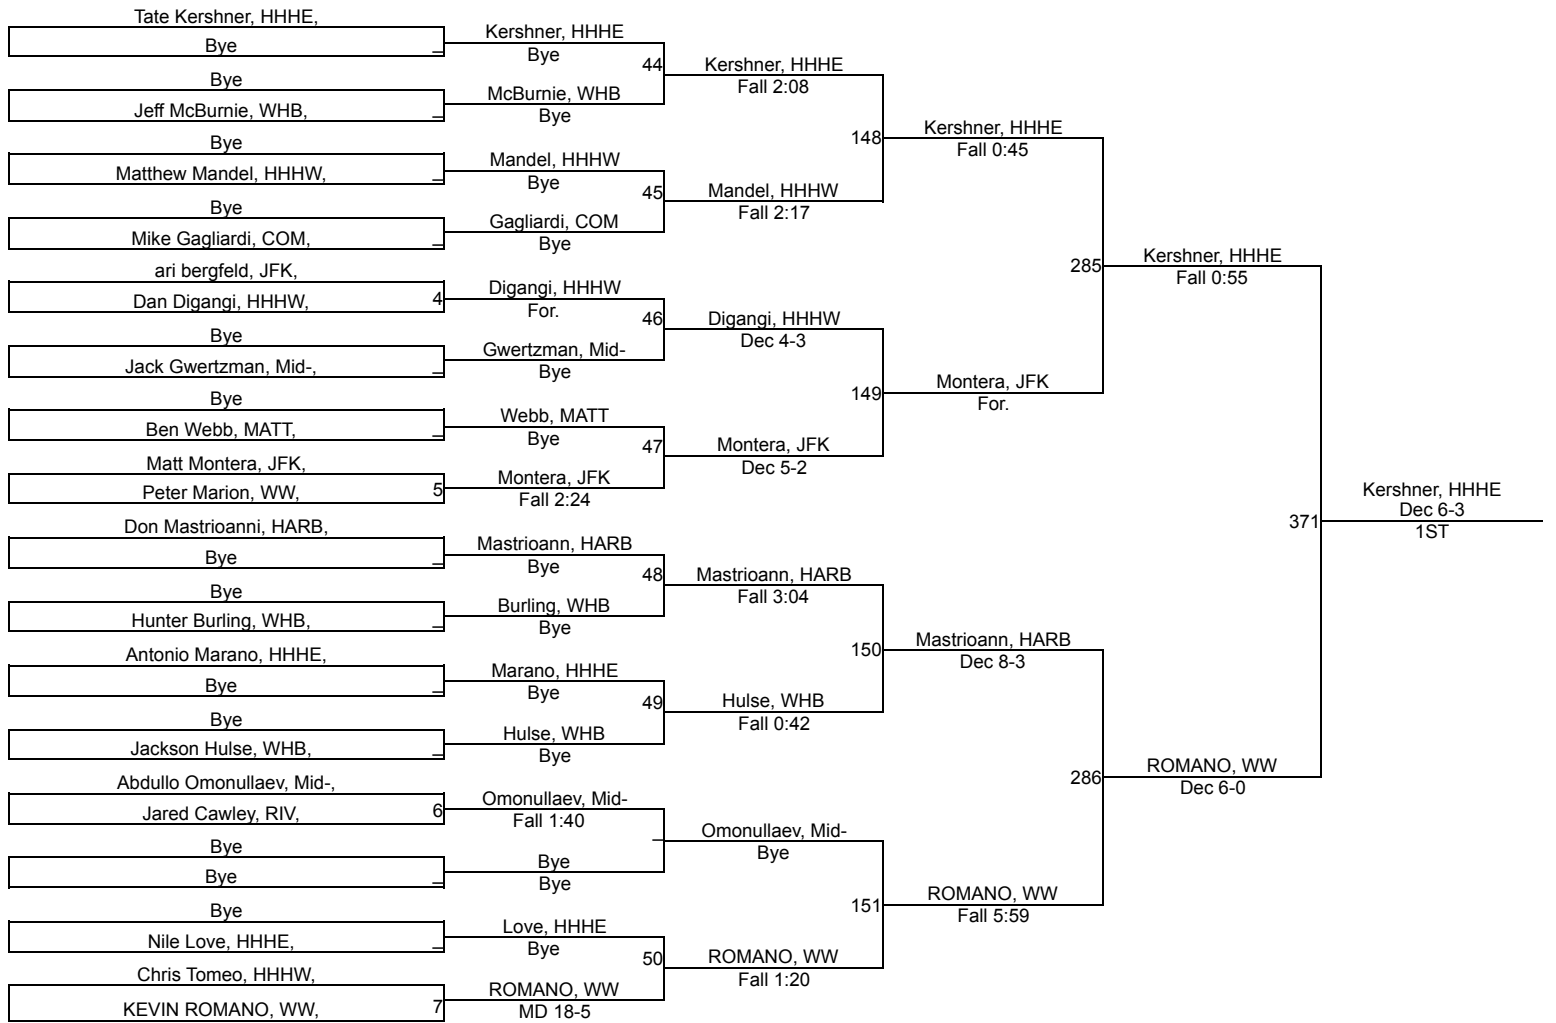 Tate Kershner, HHHE,
Bye
_
Bye
Jeff McBurnie, WHB,
_
Bye
Matthew Mandel, HHHW,
_
Bye
Mike Gagliardi, COM,
_
ari bergfeld, JFK,
Dan Digangi, HHHW,
4
Bye
Jack Gwertzman, Mid-,
_
Bye
Ben Webb, MATT,
_
Matt Montera, JFK,
Peter Marion, WW,
5
Don Mastrioanni, HARB,
Bye
_
Bye
Hunter Burling, WHB,
_
Antonio Marano, HHHE,
Bye
_
Bye
Jackson Hulse, WHB,
_
Abdullo Omonullaev, Mid-,
Jared Cawley, RIV,
6
Bye
Bye
_
Bye
Nile Love, HHHE,
_
Chris Tomeo, HHHW,
KEVIN ROMANO, WW,
7
Kershner, HHHE
Bye
44
McBurnie, WHB
Bye
Mandel, HHHW
Bye
45
Gagliardi, COM
Bye
Digangi, HHHW
For.
46
Gwertzman, Mid-
Bye
Webb, MATT
Bye
47
Montera, JFK
Fall 2:24
Mastrioann, HARB
Bye
48
Burling, WHB
Bye
Marano, HHHE
Bye
49
Hulse, WHB
Bye
Omonullaev, Mid-
Fall 1:40
_
Bye
Bye
Love, HHHE
Bye
50
ROMANO, WW
MD 18-5
Kershner, HHHE
Fall 2:08
148
Mandel, HHHW
Fall 2:17
Digangi, HHHW
Dec 4-3
149
Montera, JFK
Dec 5-2
Mastrioann, HARB
Fall 3:04
150
Hulse, WHB
Fall 0:42
Omonullaev, Mid-
Bye
151
ROMANO, WW
Fall 1:20
Kershner, HHHE
Fall 0:45
285
Montera, JFK
For.
Mastrioann, HARB
Dec 8-3
286
ROMANO, WW
Fall 5:59
Kershner, HHHE
Fall 0:55
371
ROMANO, WW
Dec 6-0
Kershner, HHHE
Dec 6-3
1ST